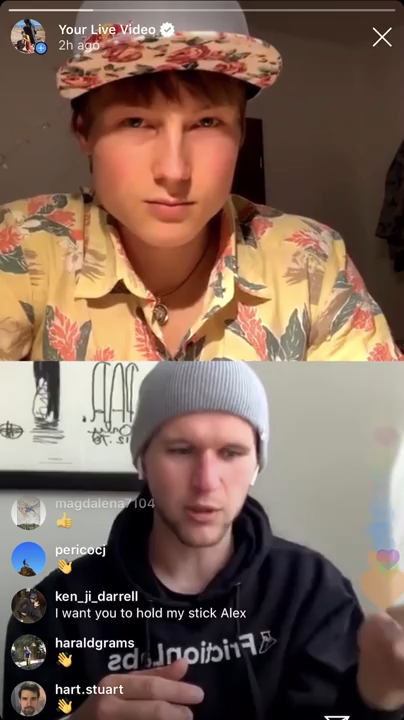 Your Live Video
2h ago
magdalena7104
pericocj
ken_ji_darrell
I want you to hold my stick Alex
haraldgrams
hart.stuart
FrictionLabs